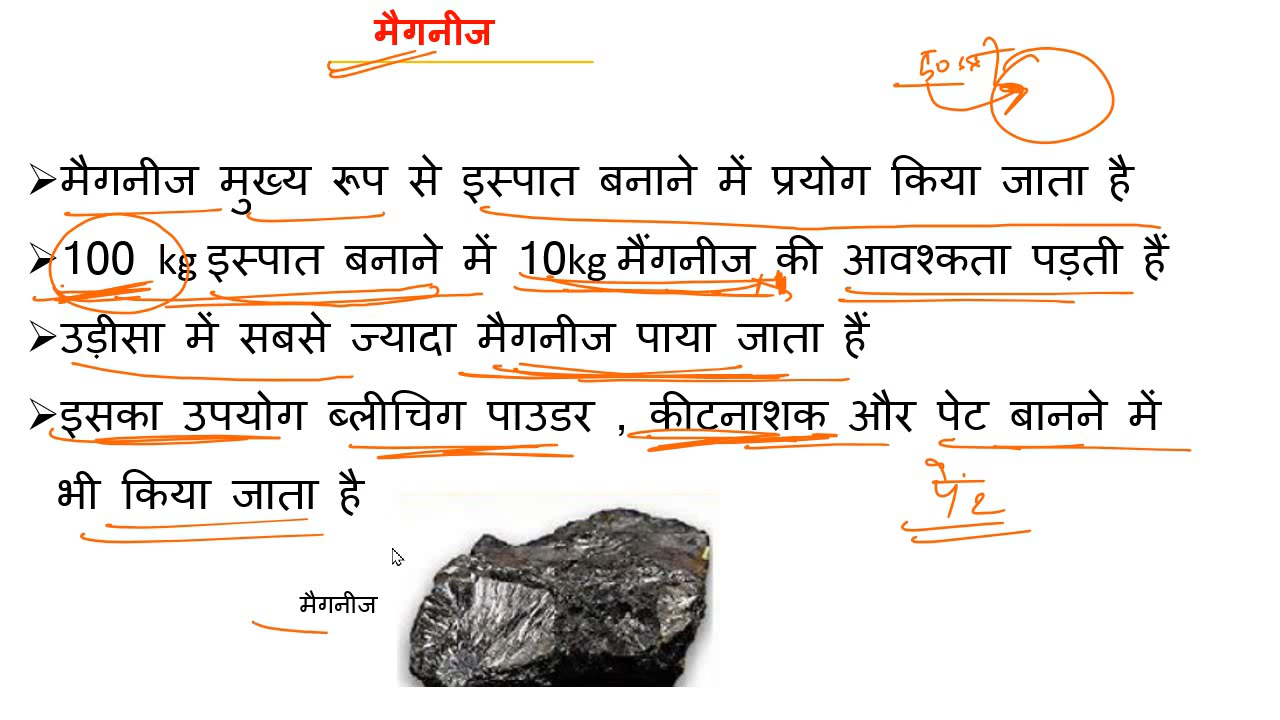 मैगनीज
➢मैगनीज मुख्य रूप से इस्पात बनाने में प्रयोग किया जाता है
➢100 kg इस्पात बनाने में 10kg मैंगनीज की आवश्कता पड़ती हैं
➢उड़ीसा में सबसे ज्यादा मैगनीज पाया जाता हैं
➢इसका उपयोग ब्लीचिग पाउडर , कीटनाशक और पेट बानने में
भी किया जाता है
पेंट
मैगनीज